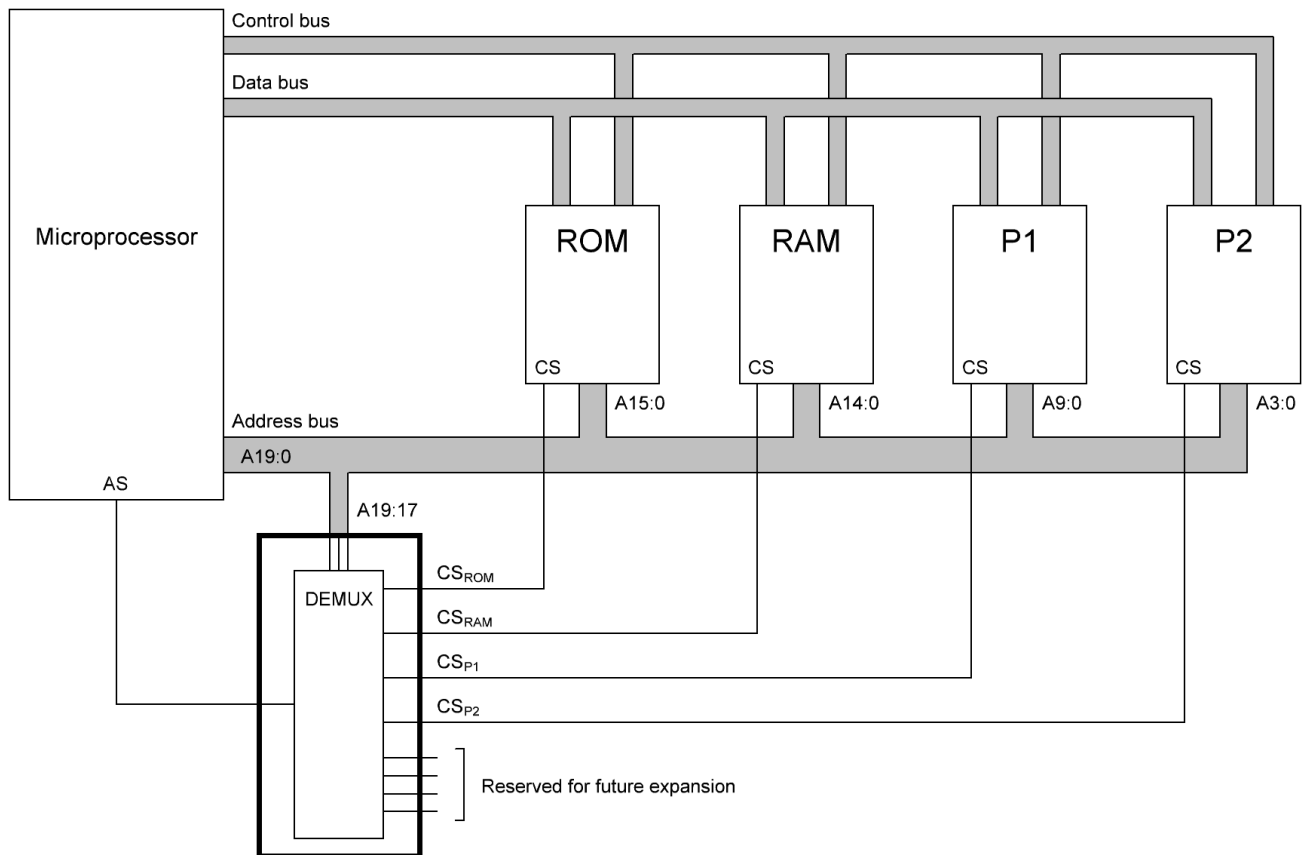 Control bus
Data bus
Microprocessor
ROM
RAM
P1
P2
CS
CS
CS
CS
A15:0
A14:0
A9:0
A3:0
Address bus
A19:0
AS
A19:17
DEMUX
CSROM
CSRAM
CSP1
CSP2
Reserved for future expansion